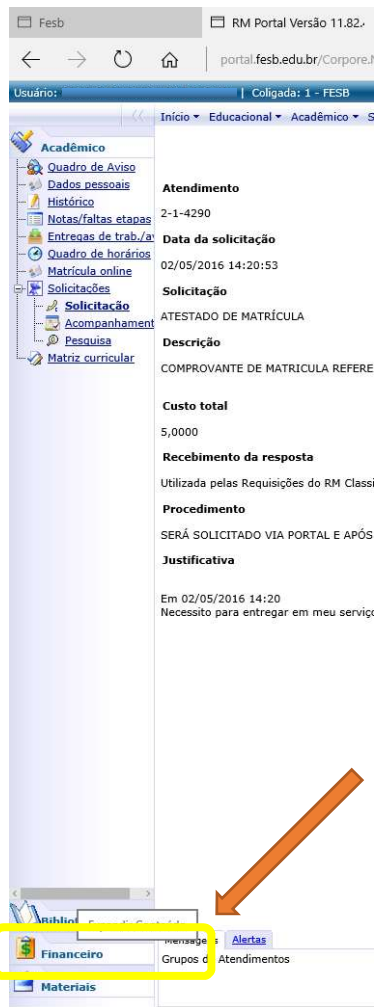 Fesb
RM Portal Versão 11.82.
portal.fesb.edu.br/Corpore.
Usuário:
| Coligada: 1 - FESB
Início Educacional Acadêmico S
Acadêmico
Quadro de Aviso
Dados pessoais
Histórico
Notas/faltas etapas
Entregas de trab./a
Quadro de horários
Matrícula online
Solicitações
Solicitação
Acompanhament
Pesquisa
Matriz curricular
Atendimento
2-1-4290
Data da solicitação
02/05/2016 14:20:53
Solicitação
ATESTADO DE MATRÍCULA
Descrição
COMPROVANTE DE MATRICULA REFERE
Custo total
5,0000
Recebimento da resposta
Utilizada pelas Requisições do RM Classi
Procedimento
SERÁ SOLICITADO VIA PORTAL E APÓS
Justificativa
Em 02/05/2016 14:20
Necessito para entregar em meu serviço
Bibliot
Financeiro
Materiais
Mensagens Alertas
Grupos de Atendimentos